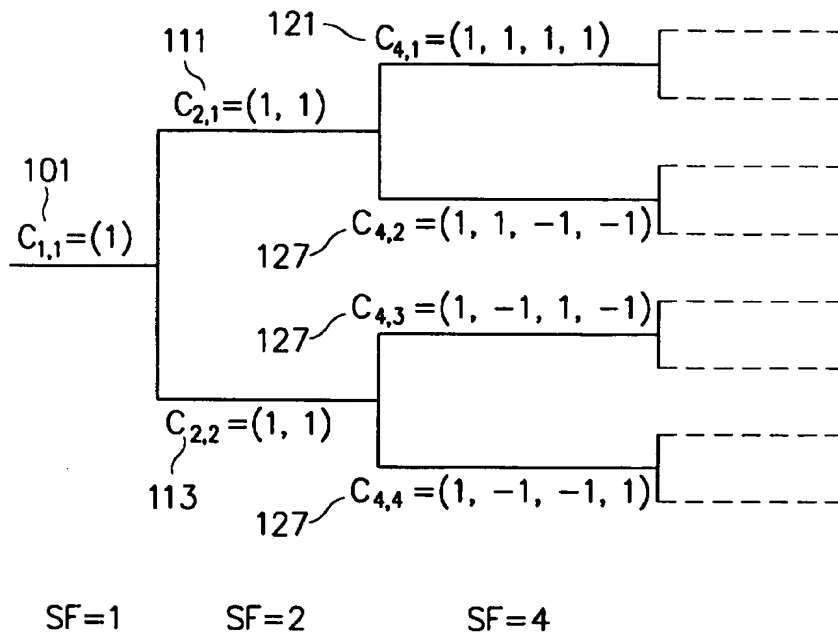 121
C4,1=(1, 1, 1, 1)
111
C2,1=(1, 1)
101
C1,1=(1)
C4,2=(1, 1, -1, -1)
127
C4,3=(1, -1, 1, -1)
127
C2,2=(1, 1)
113
C4,4=(1, -1, -1, 1)
127
SF=1 SF=2 SF=4